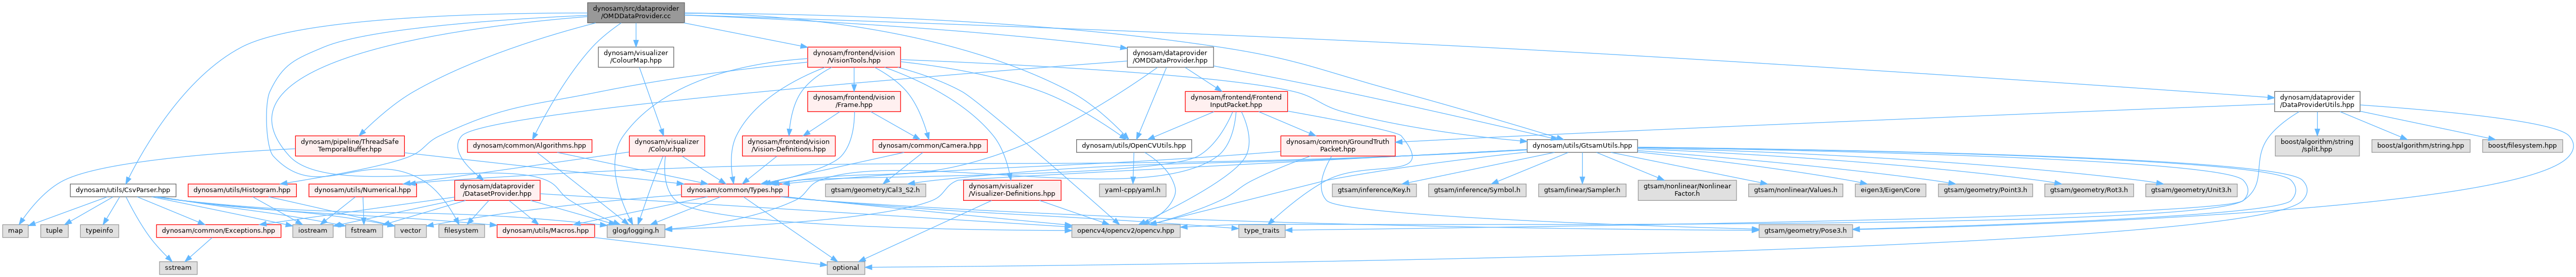 dynosam/src/dataprovider
/OMDDataProvider.cc
dynosam/visualizer
/ColourMap.hpp
dynosam/frontend/vision
/VisionTools.hpp
dynosam/dataprovider
/OMDDataProvider.hpp
dynosam/frontend/vision
/Frame.hpp
dynosam/frontend/Frontend
InputPacket.hpp
dynosam/dataprovider
/DataProviderUtils.hpp
dynosam/pipeline/ThreadSafe
TemporalBuffer.hpp
dynosam/common/Algorithms.hpp
dynosam/visualizer
/Colour.hpp
dynosam/frontend/vision
/Vision-Definitions.hpp
dynosam/common/Camera.hpp
dynosam/utils/OpenCVUtils.hpp
dynosam/common/GroundTruth
Packet.hpp
dynosam/utils/GtsamUtils.hpp
boost/algorithm/string
/split.hpp
boost/algorithm/string.hpp
boost/filesystem.hpp
dynosam/utils/CsvParser.hpp
dynosam/utils/Histogram.hpp
dynosam/utils/Numerical.hpp
dynosam/dataprovider
/DatasetProvider.hpp
dynosam/common/Types.hpp
gtsam/geometry/Cal3_S2.h
dynosam/visualizer
/Visualizer-Definitions.hpp
yaml-cpp/yaml.h
gtsam/inference/Key.h
gtsam/inference/Symbol.h
gtsam/linear/Sampler.h
gtsam/nonlinear/Nonlinear
Factor.h
gtsam/nonlinear/Values.h
eigen3/Eigen/Core
gtsam/geometry/Point3.h
gtsam/geometry/Rot3.h
gtsam/geometry/Unit3.h
map
tuple
typeinfo
dynosam/common/Exceptions.hpp
iostream
fstream
vector
filesystem
dynosam/utils/Macros.hpp
glog/logging.h
opencv4/opencv2/opencv.hpp
type_traits
gtsam/geometry/Pose3.h
sstream
optional